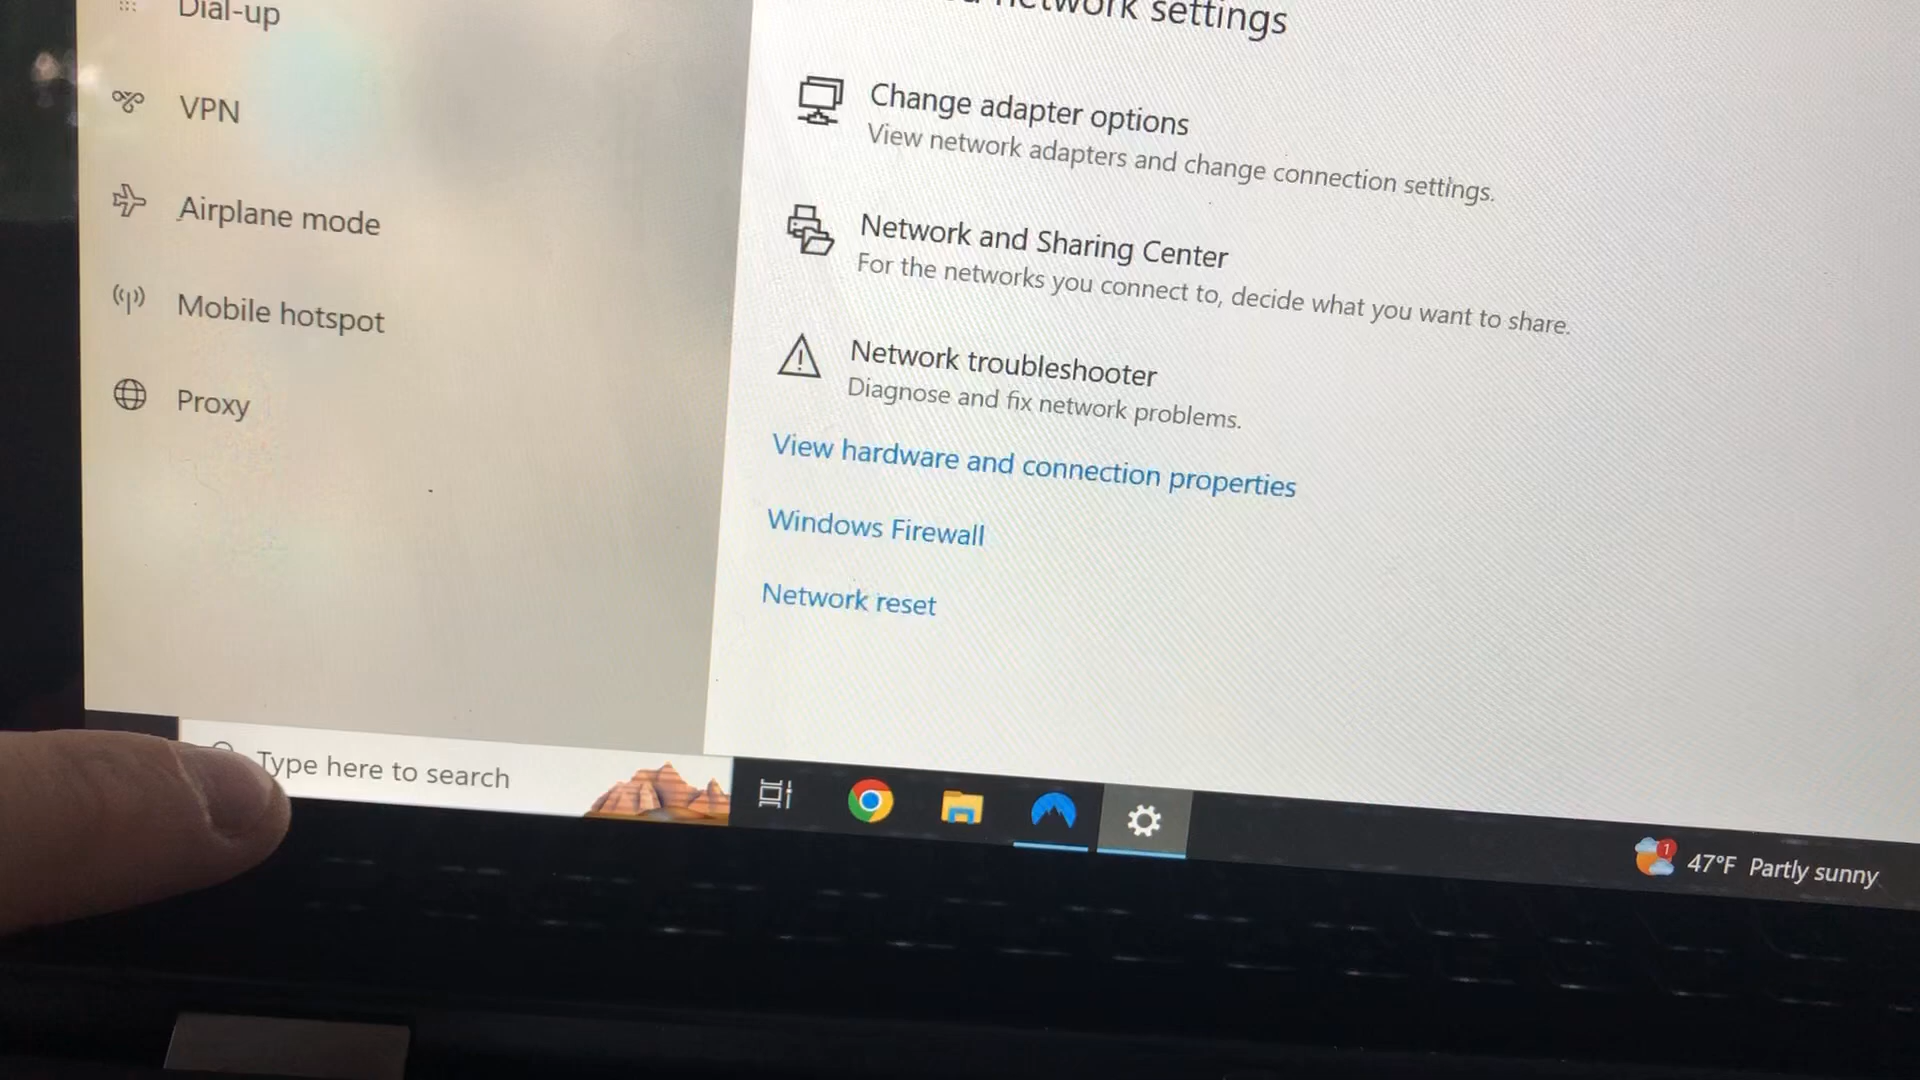 Dial-up
VPN
Airplane mode
Mobile hotspot
Proxy
network settings
Change adapter options
View network adapters and change connection settings.
Network and Sharing Center
For the networks you connect to, decide what you want to share.
Network troubleshooter
Diagnose and fix network problems.
View hardware and connection properties
Windows Firewall
Network reset
Type here to search
1
47°F Partly sunny